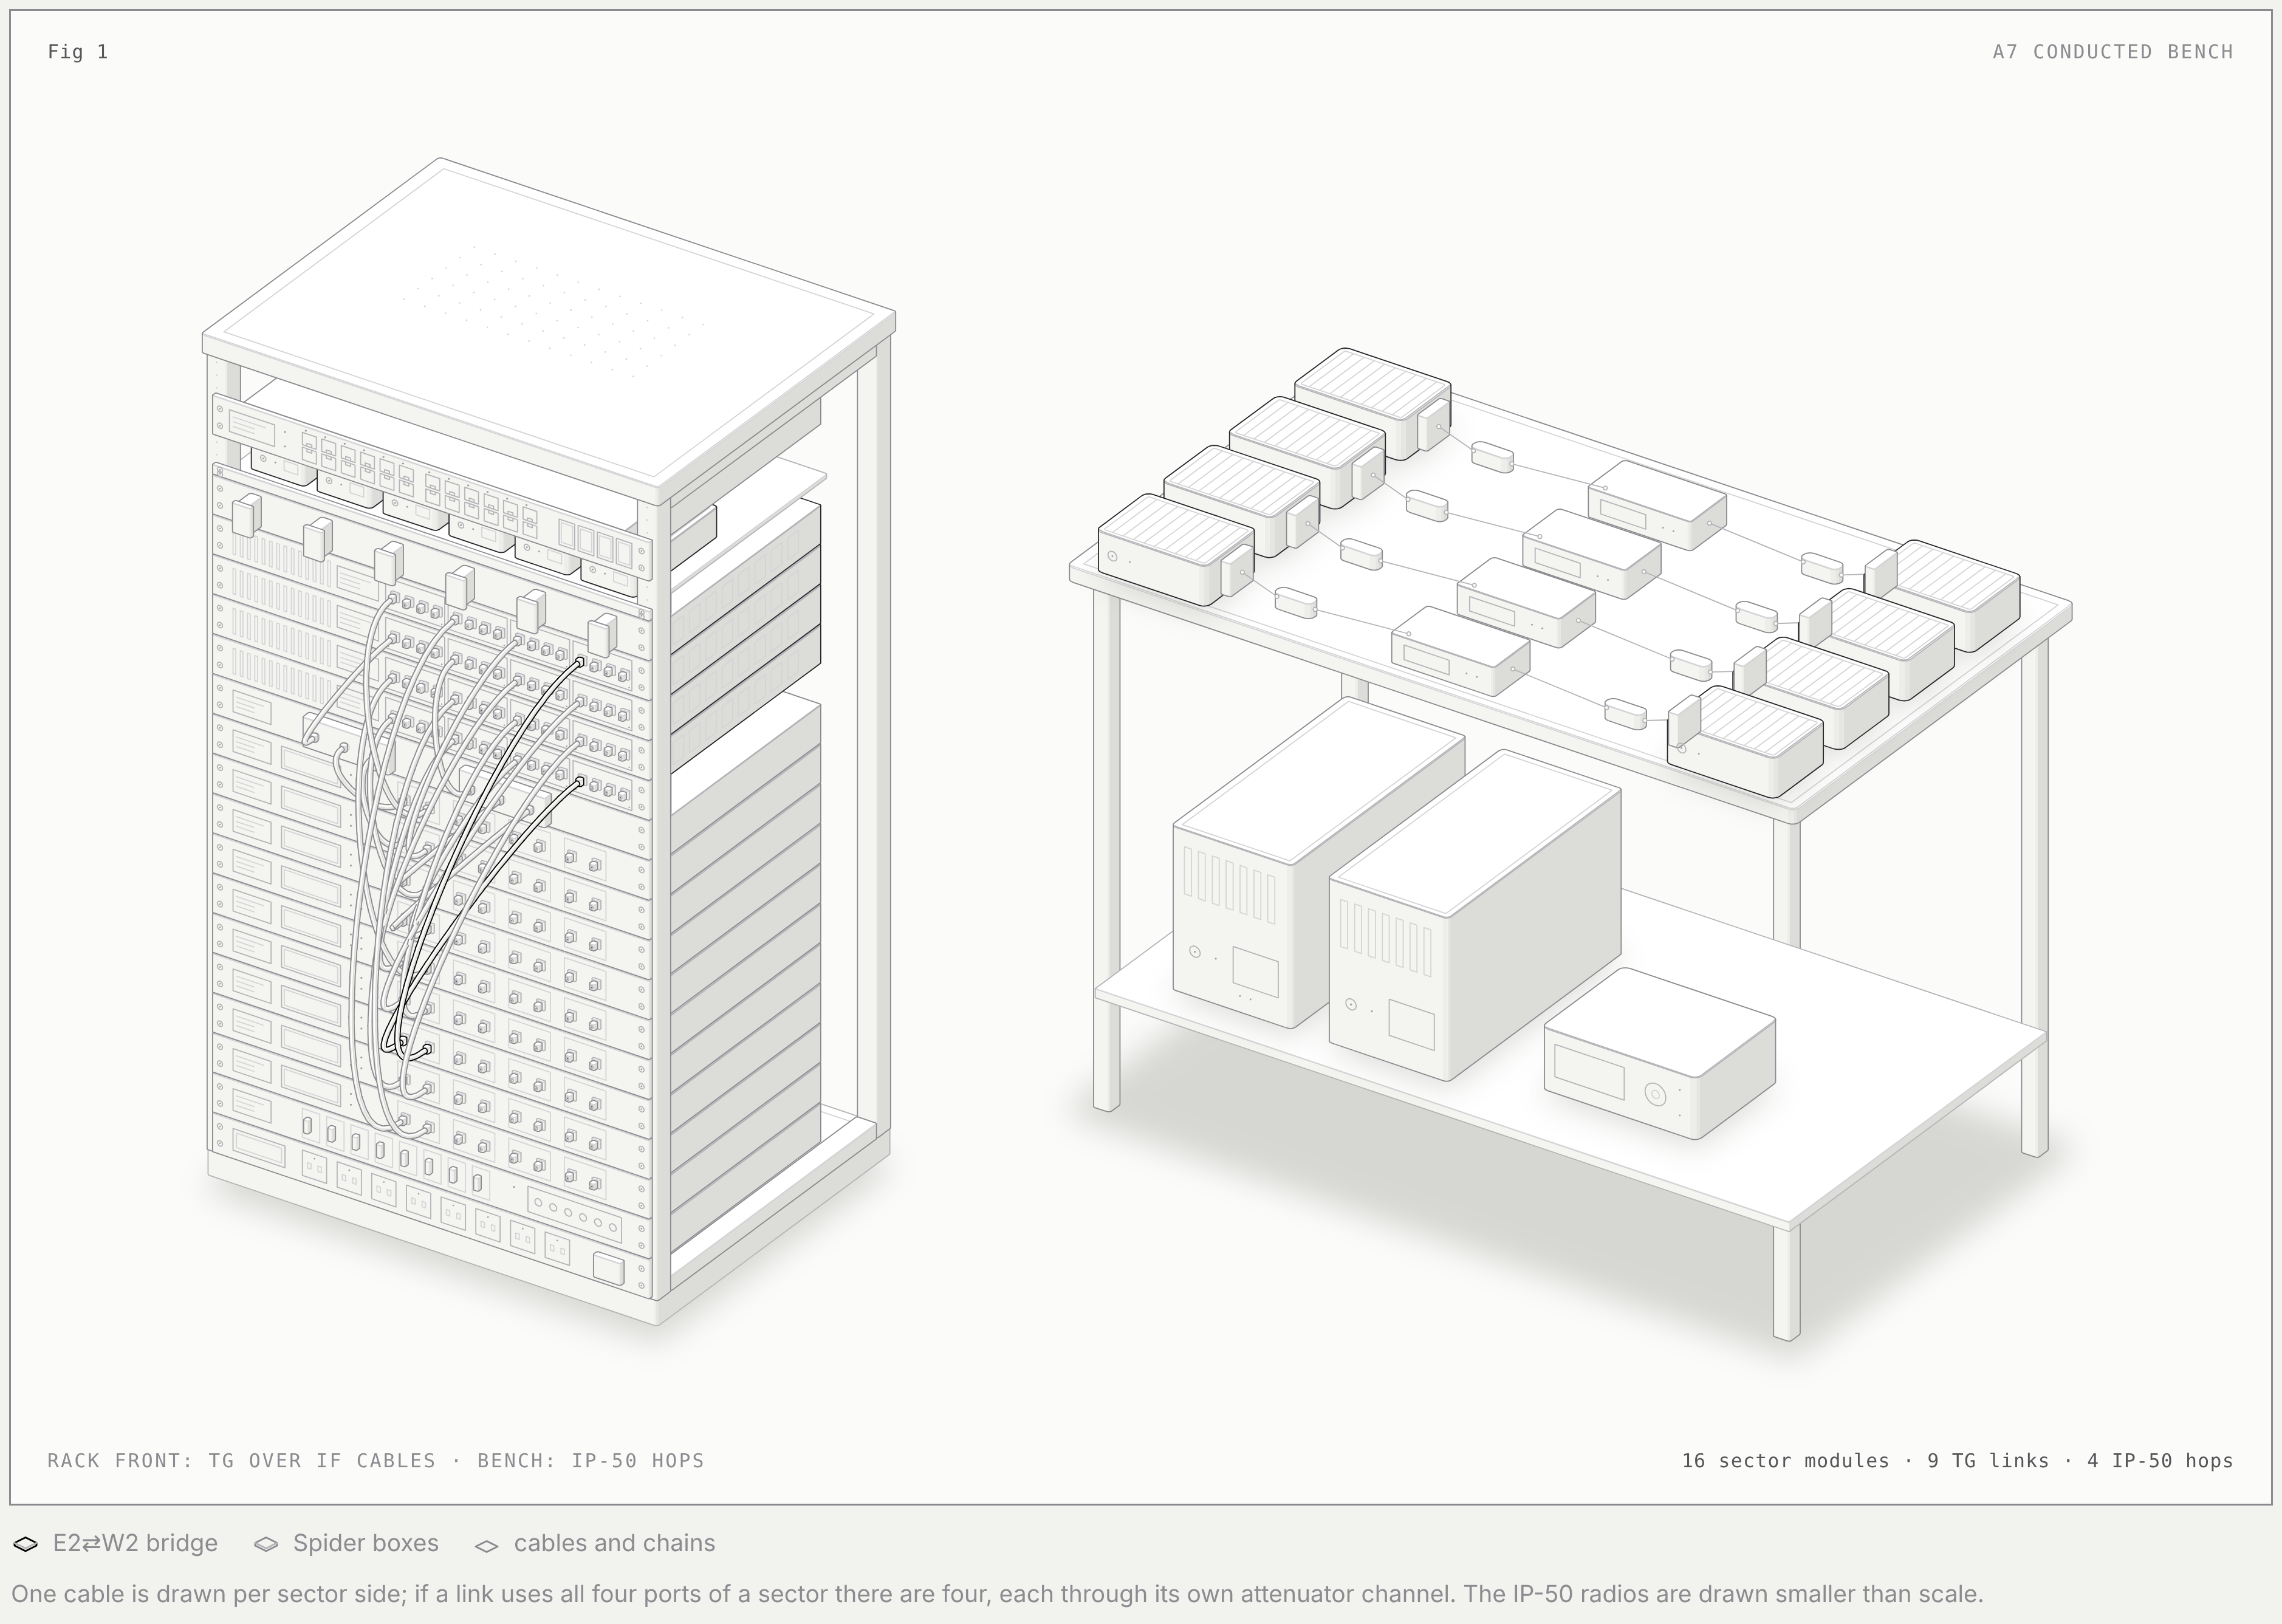 Fig 1
A7 CONDUCTED BENCH
RACK FRONT: TG OVER IF CABLES · BENCH: IP-50 HOPS
16 sector modules · 9 TG links · 4 IP-50 hops
E2⇄W2 bridge
Spider boxes
cables and chains
One cable is drawn per sector side; if a link uses all four ports of a sector there are four, each through its own attenuator channel. The IP-50 radios are drawn smaller than scale.